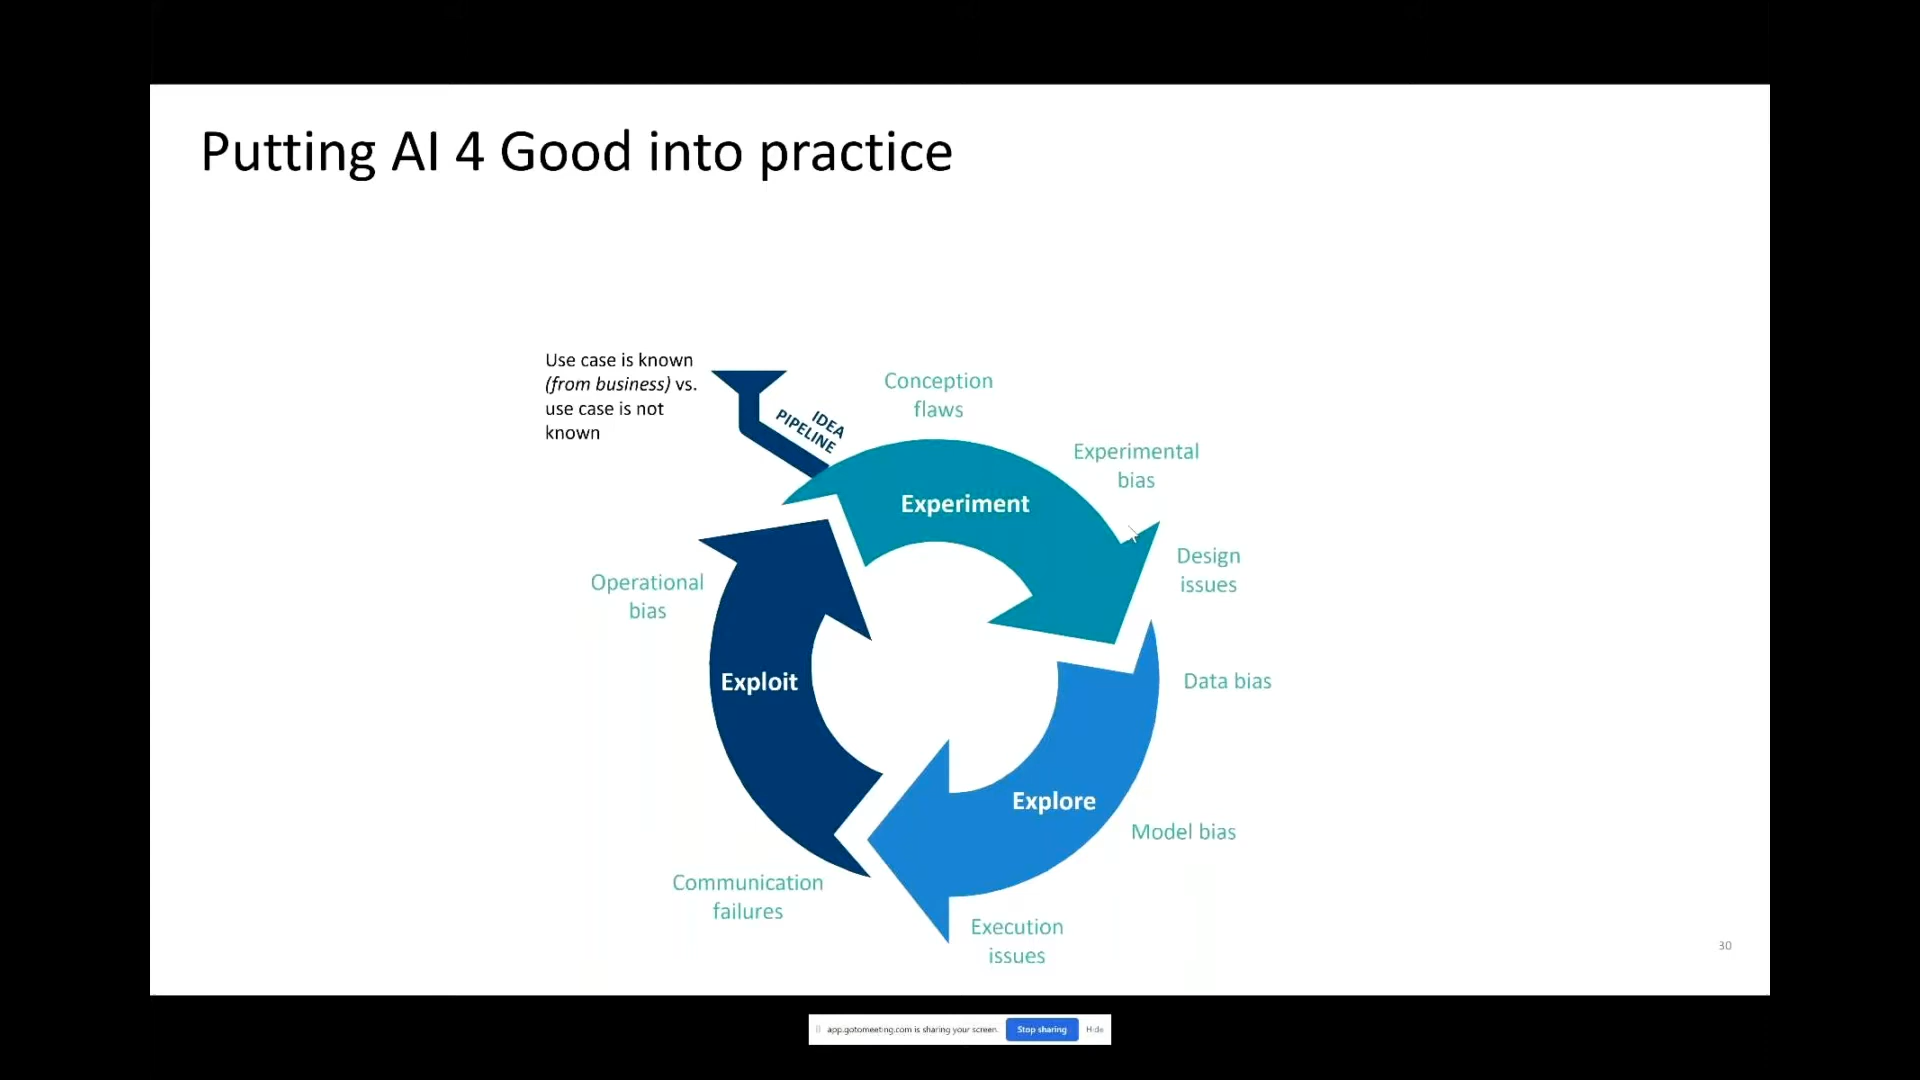 Putting AI 4 Good into practice
Use case is known
(from business) vs.
use case is not
known
IDEA
PIPELINE
Conception
flaws
Experimental
bias
Experiment
Design
issues
Operational
bias
Exploit
Data bias
Explore
Model bias
Communication
failures
Execution
issues
30
app.gotomeeting.com is sharing your screen.
Stop sharing
Hide